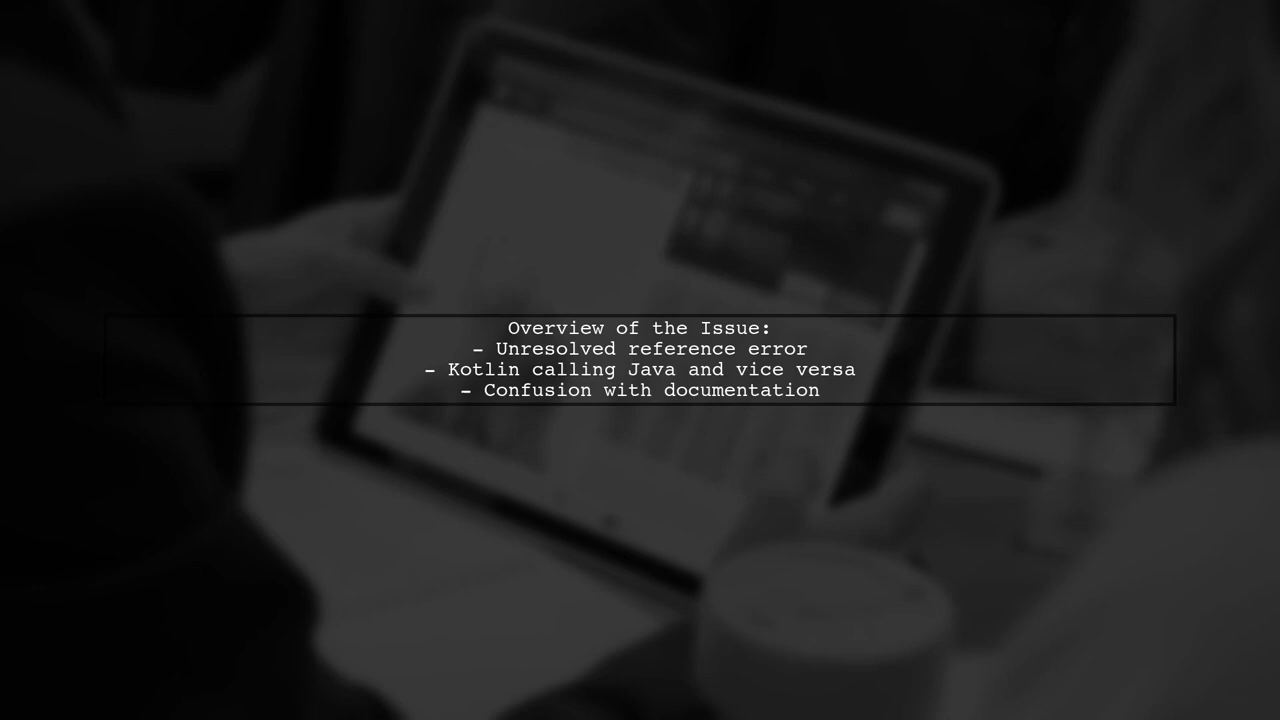 Overview of the Issue:
- Unresolved reference error
- Kotlin calling Java and vice versa
- Confusion with documentation